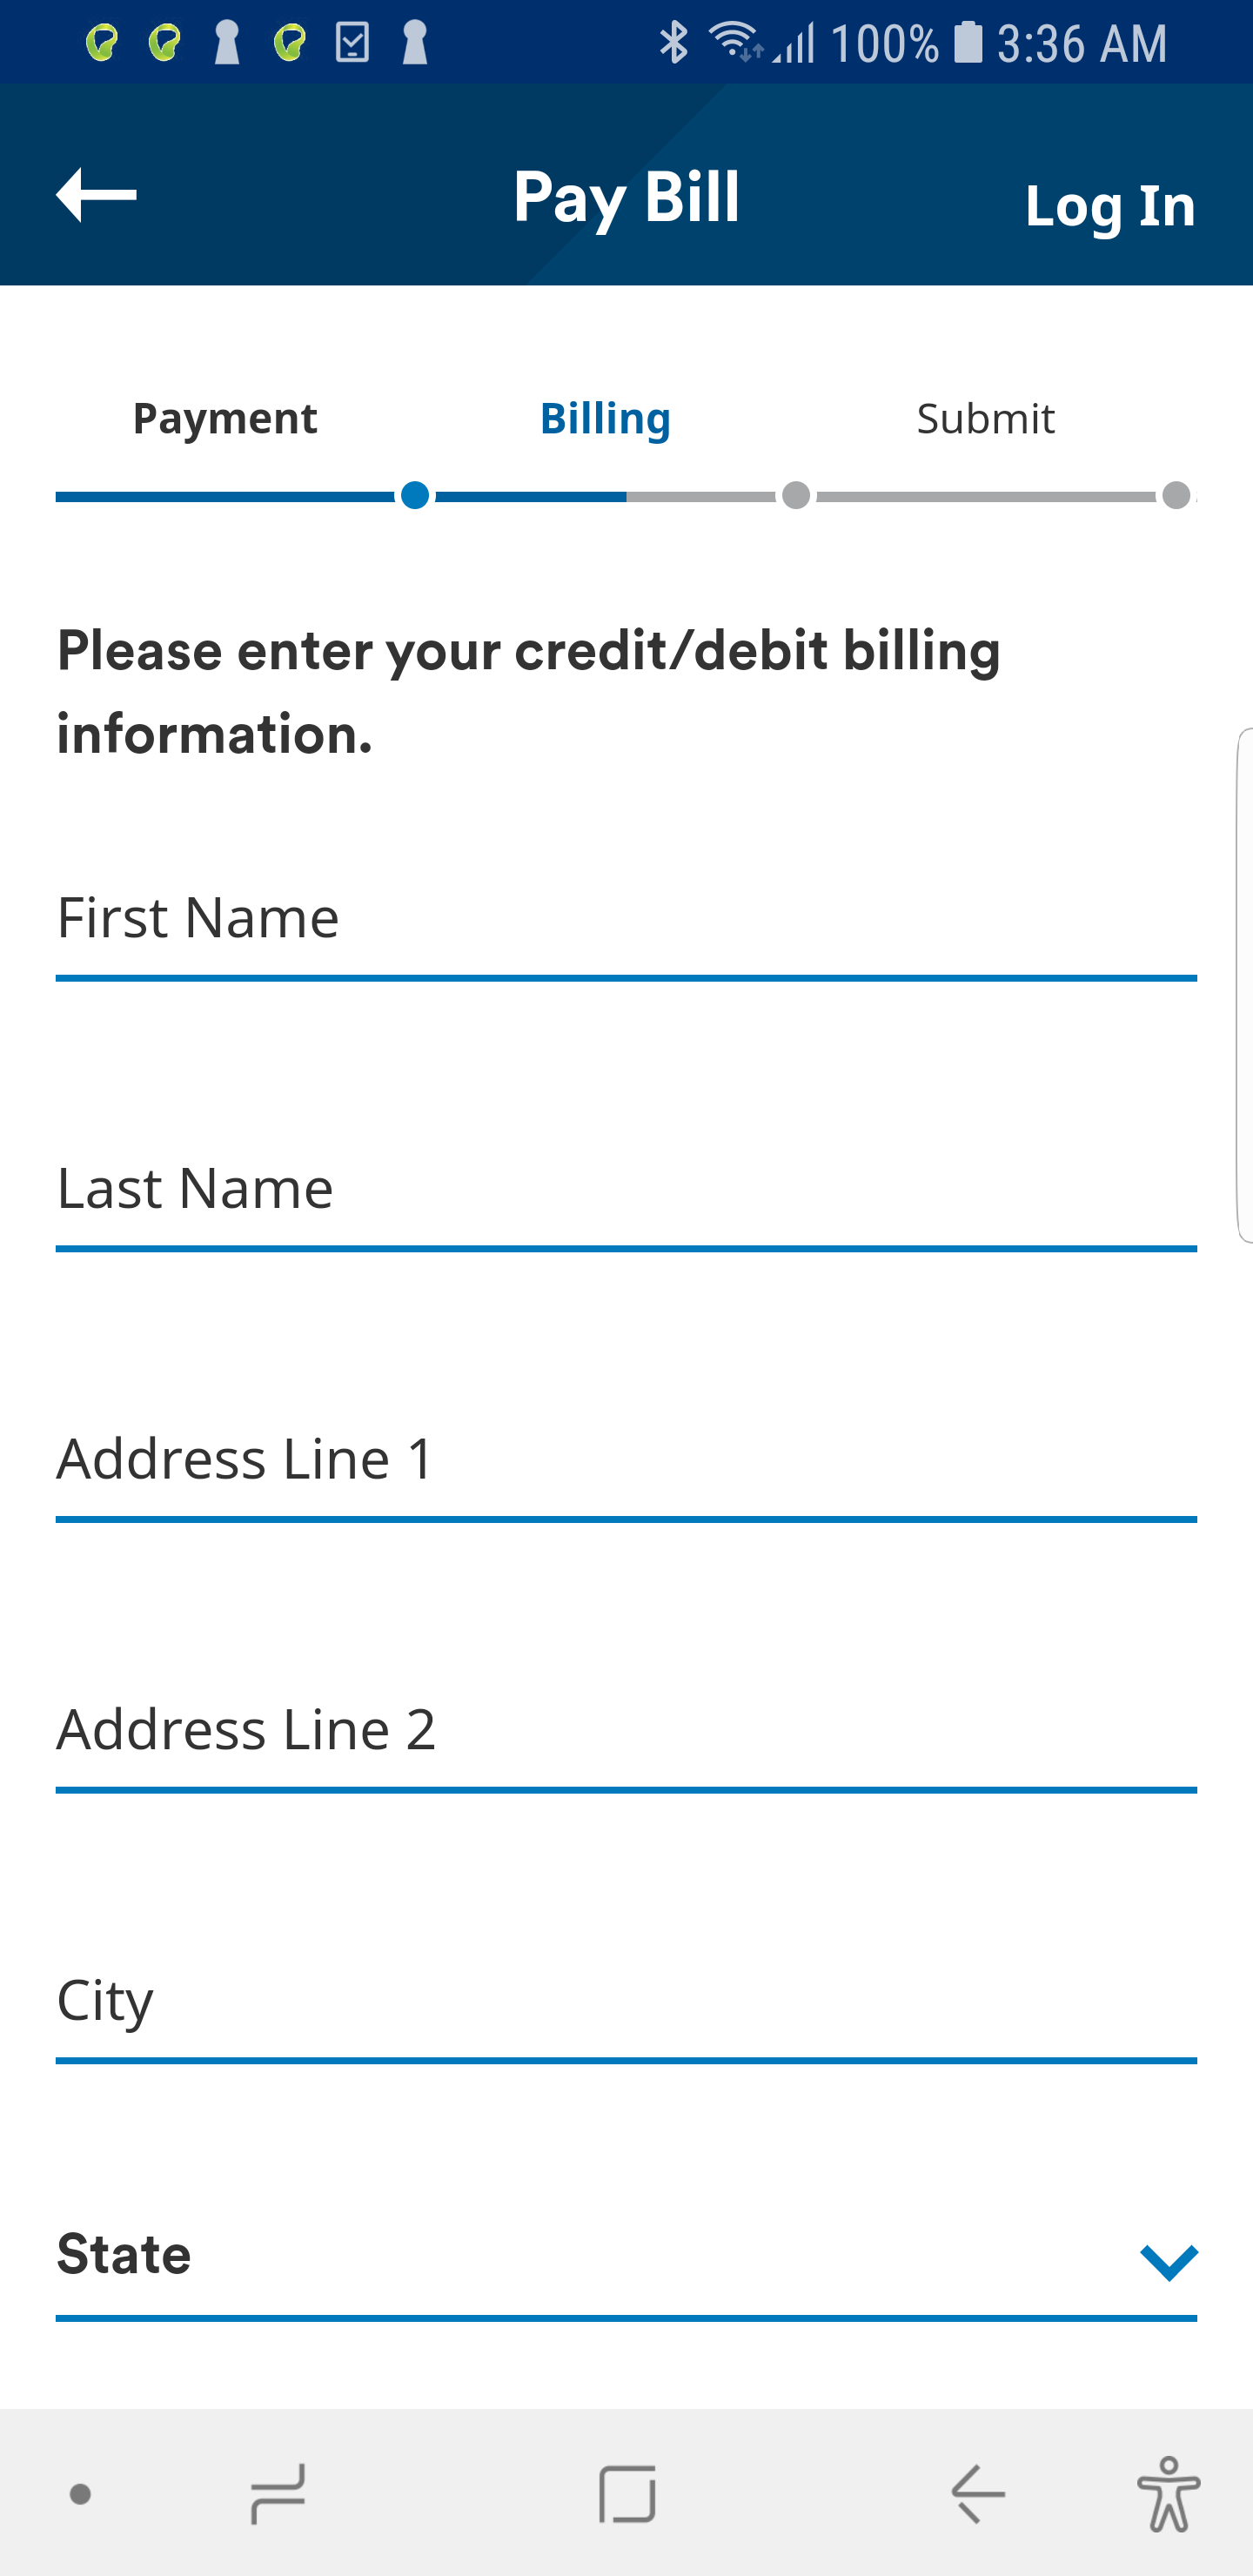 100% 3:36 AM
Pay Bill
Log In
Payment Billing Submit
Please enter your credit/debit billing
information.
First Name
Last Name
Address Line 1
Address Line 2
City
State